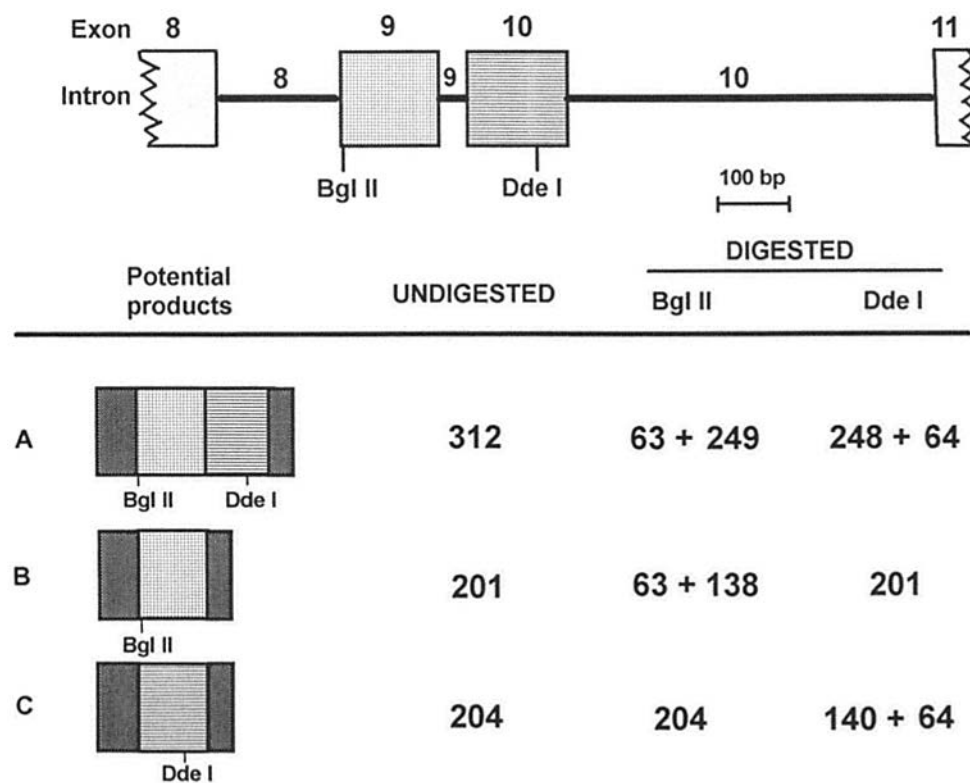 Exon 8 9 10 11
Intron 8 9 10
Bgl II Dde I
100 bp
DIGESTED
Potential products UNDIGESTED Bgl II Dde I
A 312 63 + 249 248 + 64
Bgl II Dde I
B 201 63 + 138 201
Bgl II
C 204 204 140 + 64
Dde I